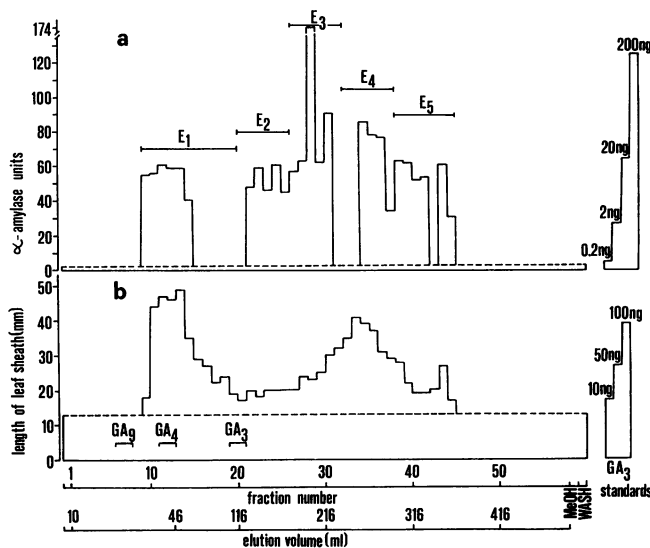 a
α-amylase units
174
120
100
80
60
40
20
0
E1
E2
E3
E4
E5
200ng
20ng
2ng
0.2ng
b
length of leaf sheath(mm)
50
40
30
20
10
0
GA9
GA4
GA3
100ng
50ng
10ng
GA3
standards
1 10 20 30 40 50
fraction number
MeOH
WASH
10 46 116 216 316 416
elution volume(ml)